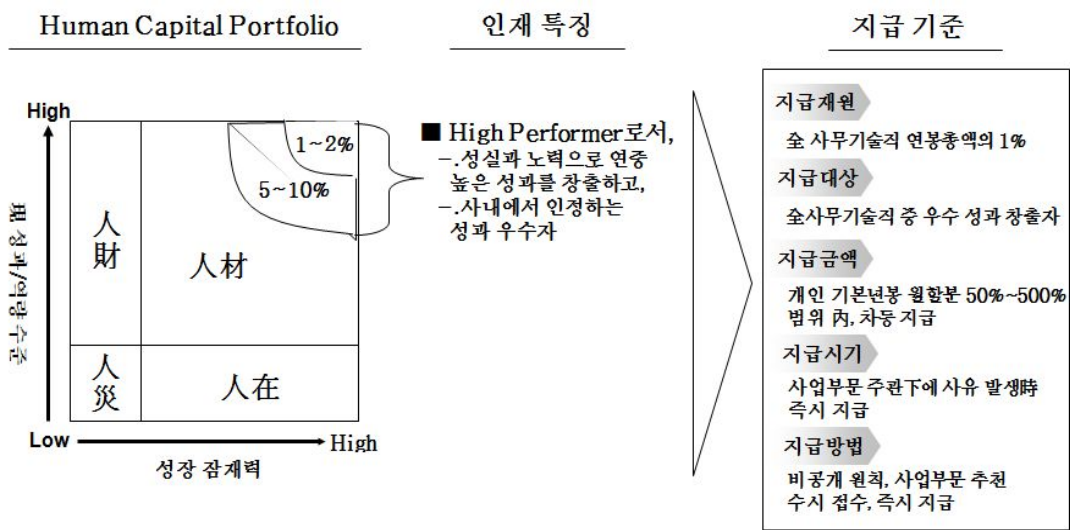 Human Capital Portfolio
인재 특징
지급 기준
High
現 성과/역량수준
1~2%
5~10%
人財
人材
人災
人在
Low
High
성장 잠재력
■ High Performer로서,
-.성실과 노력으로 연중
높은 성과를 창출하고,
-.사내에서 인정하는
성과 우수자
지급재원
全 사무기술직 연봉총액의 1%
지급대상
全사무기술직 중 우수 성과 창출자
지급금액
개인 기본년봉 월할분 50%~500%
범위 內, 차등 지급
지급시기
사업부문 주관下에 사유 발생時
즉시 지급
지급방법
비공개 원칙, 사업부문 추천
수시 접수, 즉시 지급